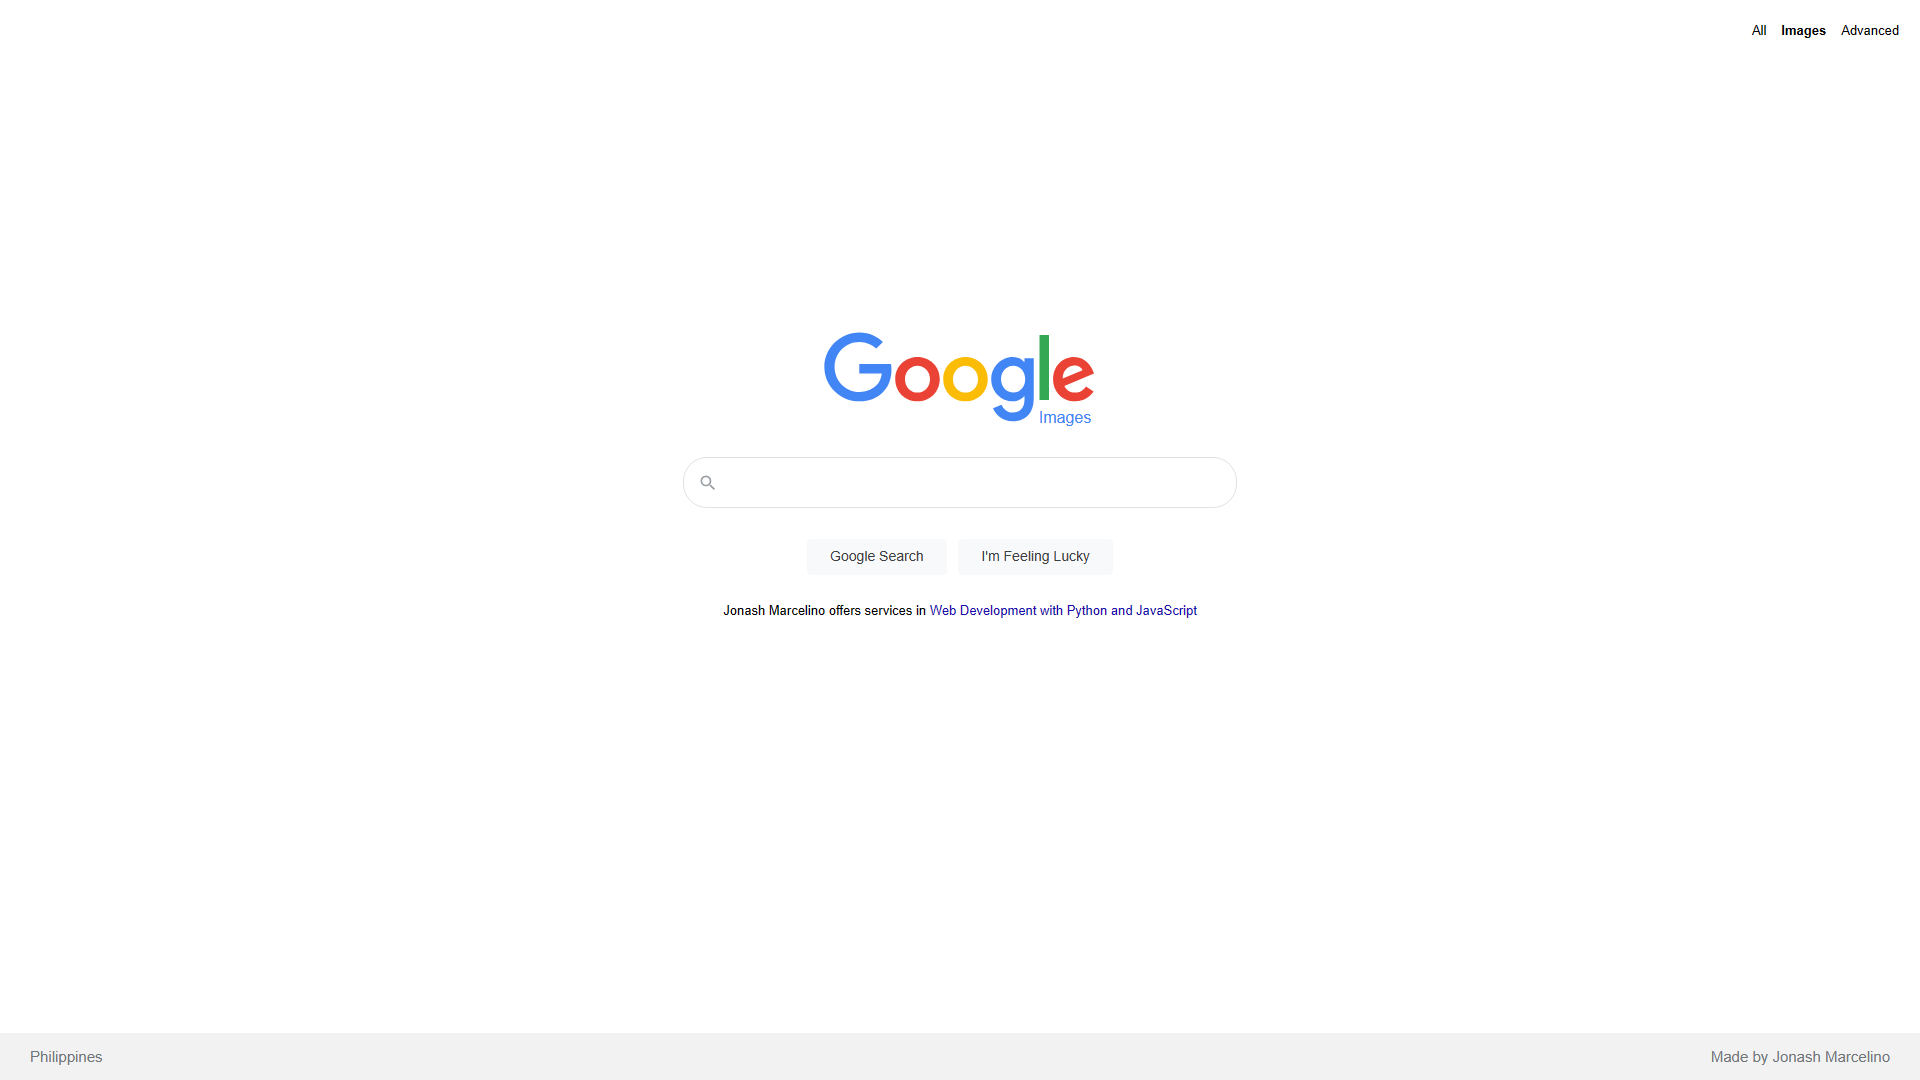 All Images Advanced
Google
Images
Google Search I'm Feeling Lucky
Jonash Marcelino offers services in Web Development with Python and JavaScript
Philippines Made by Jonash Marcelino